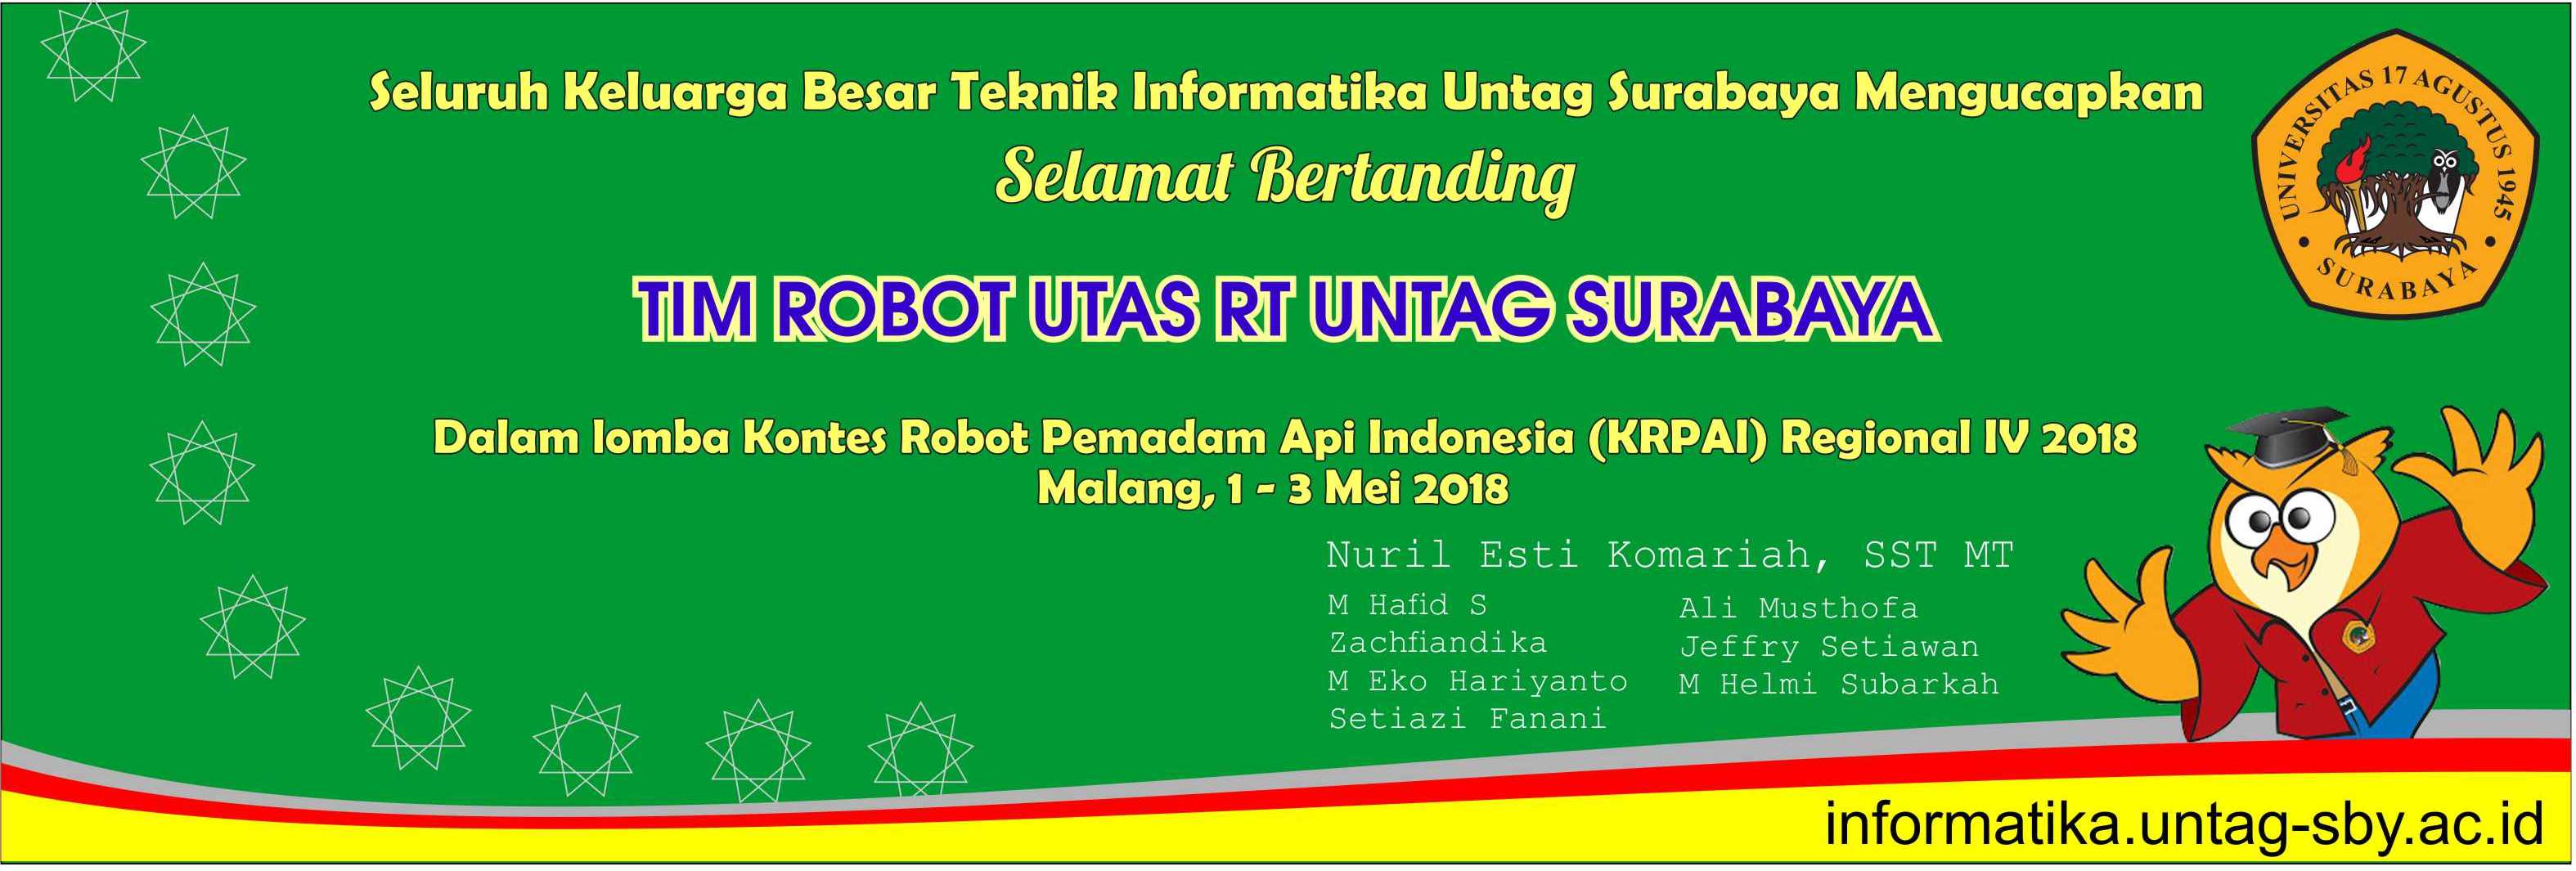 Seluruh Keluarga Besar Teknik Informatika Untag Surabaya Mengucapkan
Selamat Bertanding
TIM ROBOT UTAS RT UNTAG SURABAYA
UNIVERSITAS 17 AGUSTUS 1945
SURABAYA
Dalam lomba Kontes Robot Pemadam Api Indonesia (KRPAI) Regional IV 2018
Malang, 1 - 3 Mei 2018
Nuril Esti Komariah, SST MT
M Hafid S
Zachfiandika
M Eko Hariyanto
Setiazi Fanani
Ali Musthofa
Jeffry Setiawan
M Helmi Subarkah
informatika.untag-sby.ac.id